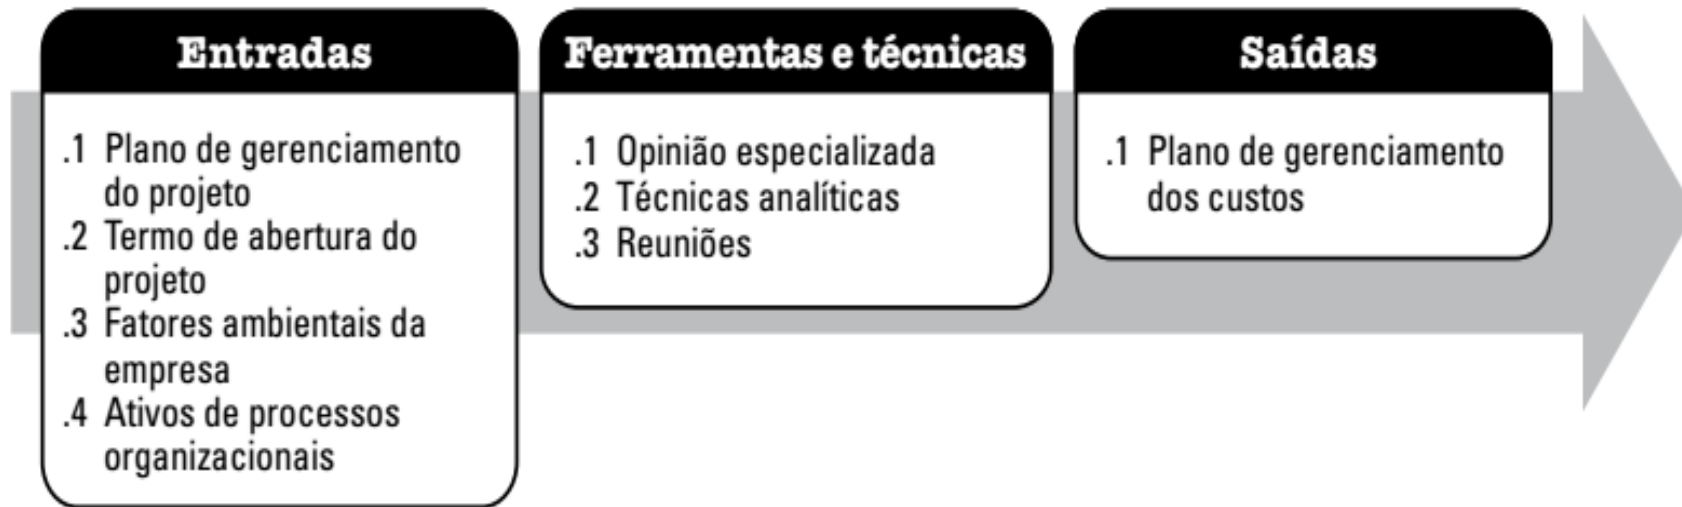 Entradas
.1 Plano de gerenciamento
do projeto
.2 Termo de abertura do
projeto
.3 Fatores ambientais da
empresa
.4 Ativos de processos
organizacionais
Ferramentas e técnicas
.1 Opinião especializada
.2 Técnicas analíticas
.3 Reuniões
Saídas
.1 Plano de gerenciamento
dos custos